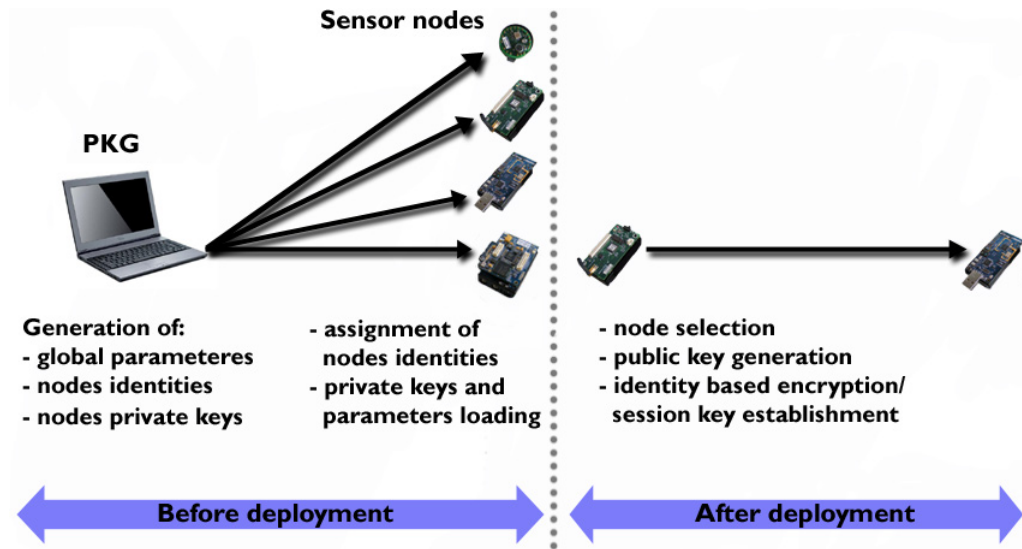 Sensor nodes
PKG
Generation of:
- global parameteres
- nodes identities
- nodes private keys
- assignment of
nodes identities
- private keys and
parameters loading
- node selection
- public key generation
- identity based encryption/
session key establishment
Before deployment
After deployment